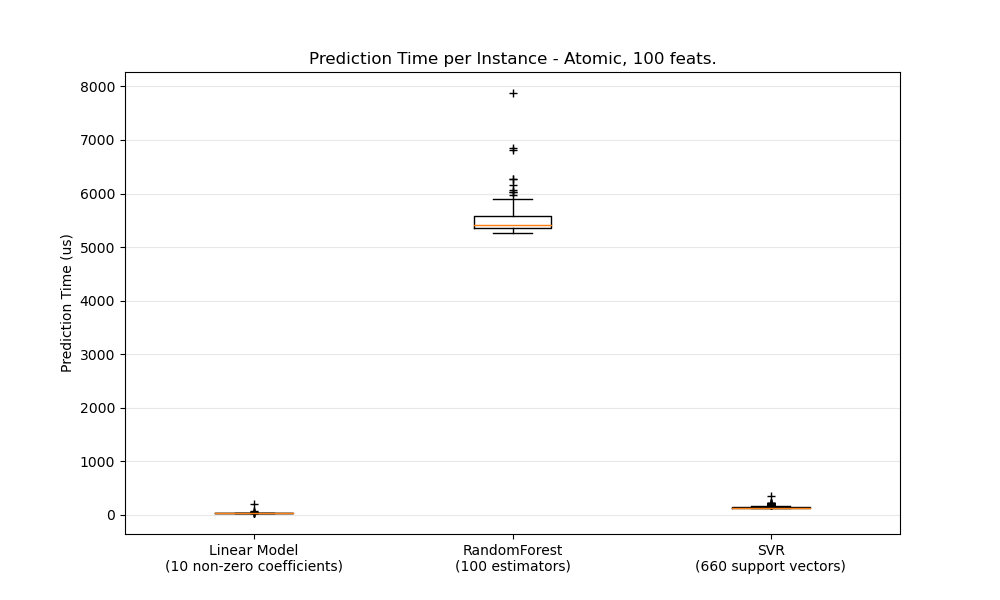 Prediction Time per Instance - Atomic, 100 feats.
Prediction Time (us)
8000
7000
6000
5000
4000
3000
2000
1000
0
Linear Model
(10 non-zero coefficients)
RandomForest
(100 estimators)
SVR
(660 support vectors)